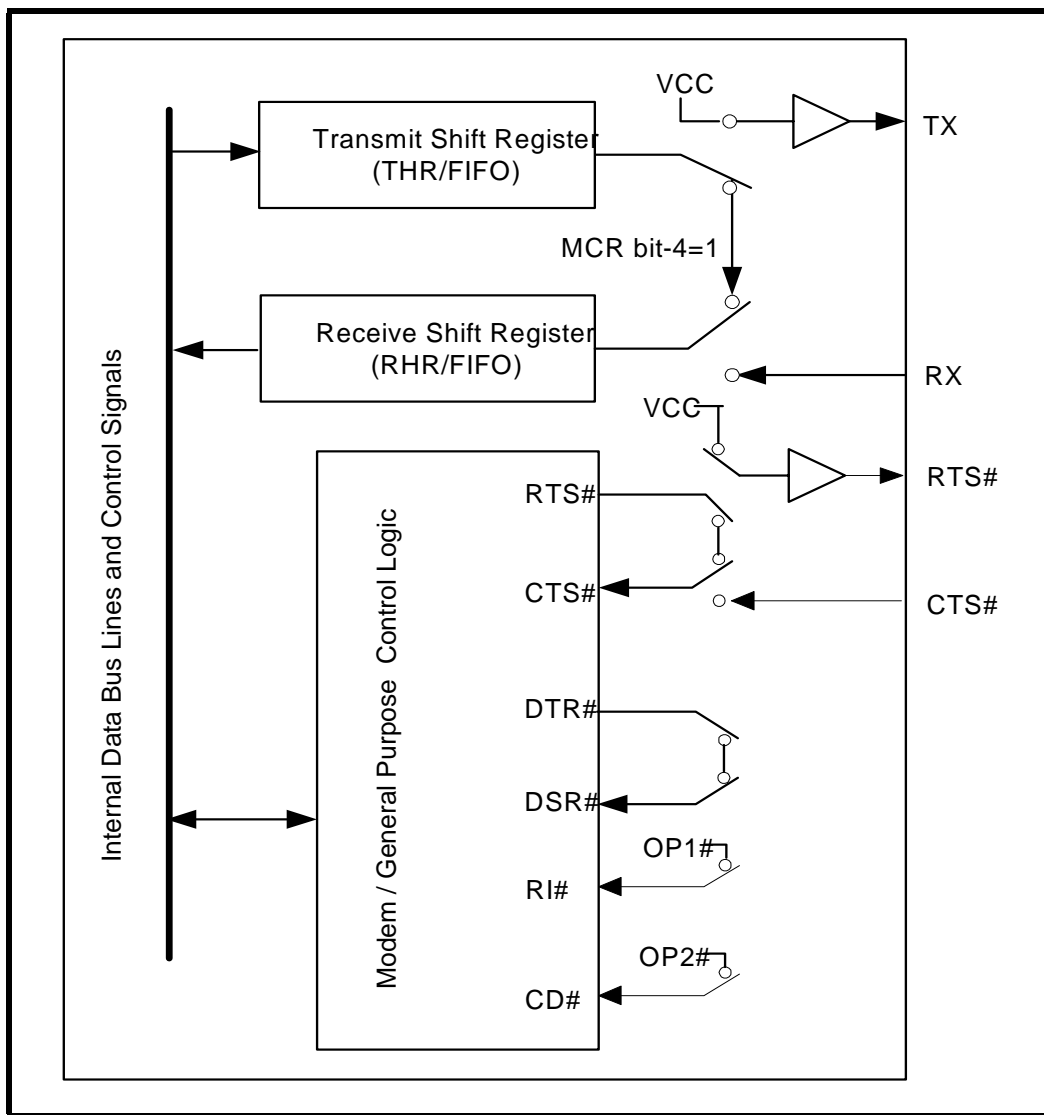 VCC
TX
Transmit Shift Register
(THR/FIFO)
MCR bit-4=1
Receive Shift Register
(RHR/FIFO)
RX
VCC
RTS#
RTS#
CTS#
CTS#
Internal Data Bus Lines and Control Signals
Modem / General Purpose Control Logic
DTR#
DSR#
OP1#
RI#
OP2#
CD#